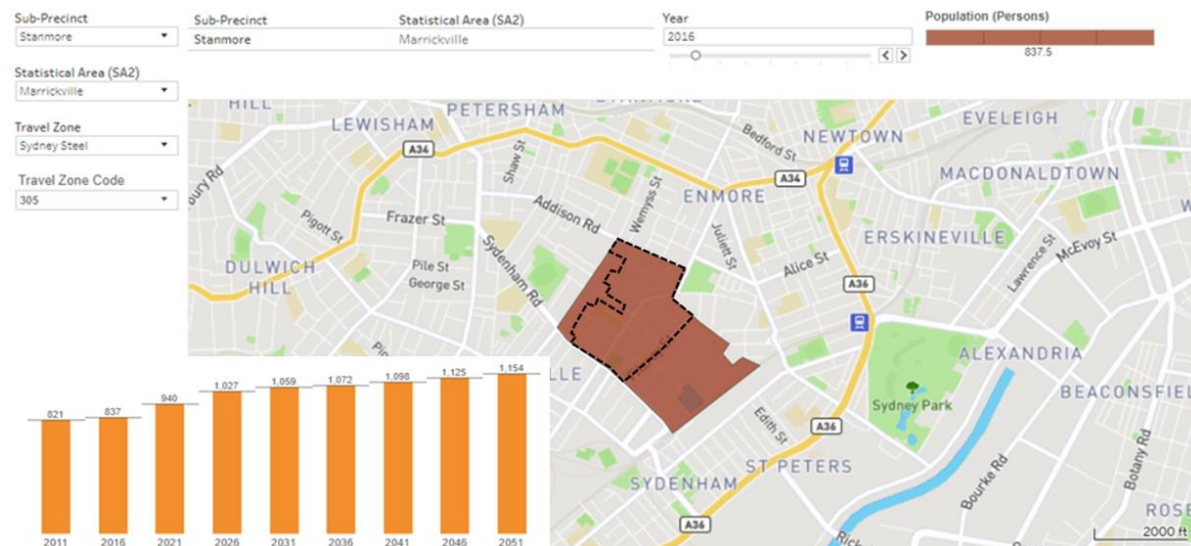 Sub-Precinct
Stanmore
Statistical Area (SA2)
Marrickville
Travel Zone
Sydney Steel
Travel Zone Code
305
Sub-Precinct Statistical Area (SA2)
Stanmore Marrickville
Year
2016
Population (Persons)
837.5
HILL
LEWISHAM
PETERSHAM
A34
Shaw St
Bedford St
NEWTOWN
EVELEIGH
MACDONALDTOWN
A34
ENMORE
Wemyss St
Addison Rd
Juliett St
Alice St
ERSKINEVILLE
Lawrence St
McEvoy St
bury Rd
Pigott St
Frazer St
Sydenham Rd
Pile St
George St
DULWICH
HILL
A36
ALEXANDRIA
BEACONSFIEL
Sydney Park
LLE
Edith St
A36
ST PETERS
SYDENHAM
A36
Bourke Rd
Botany Rd
ROSE
2000 ft
821 837 940 1,027 1,059 1,072 1,098 1,125 1,154
2011 2016 2021 2026 2031 2036 2041 2046 2051